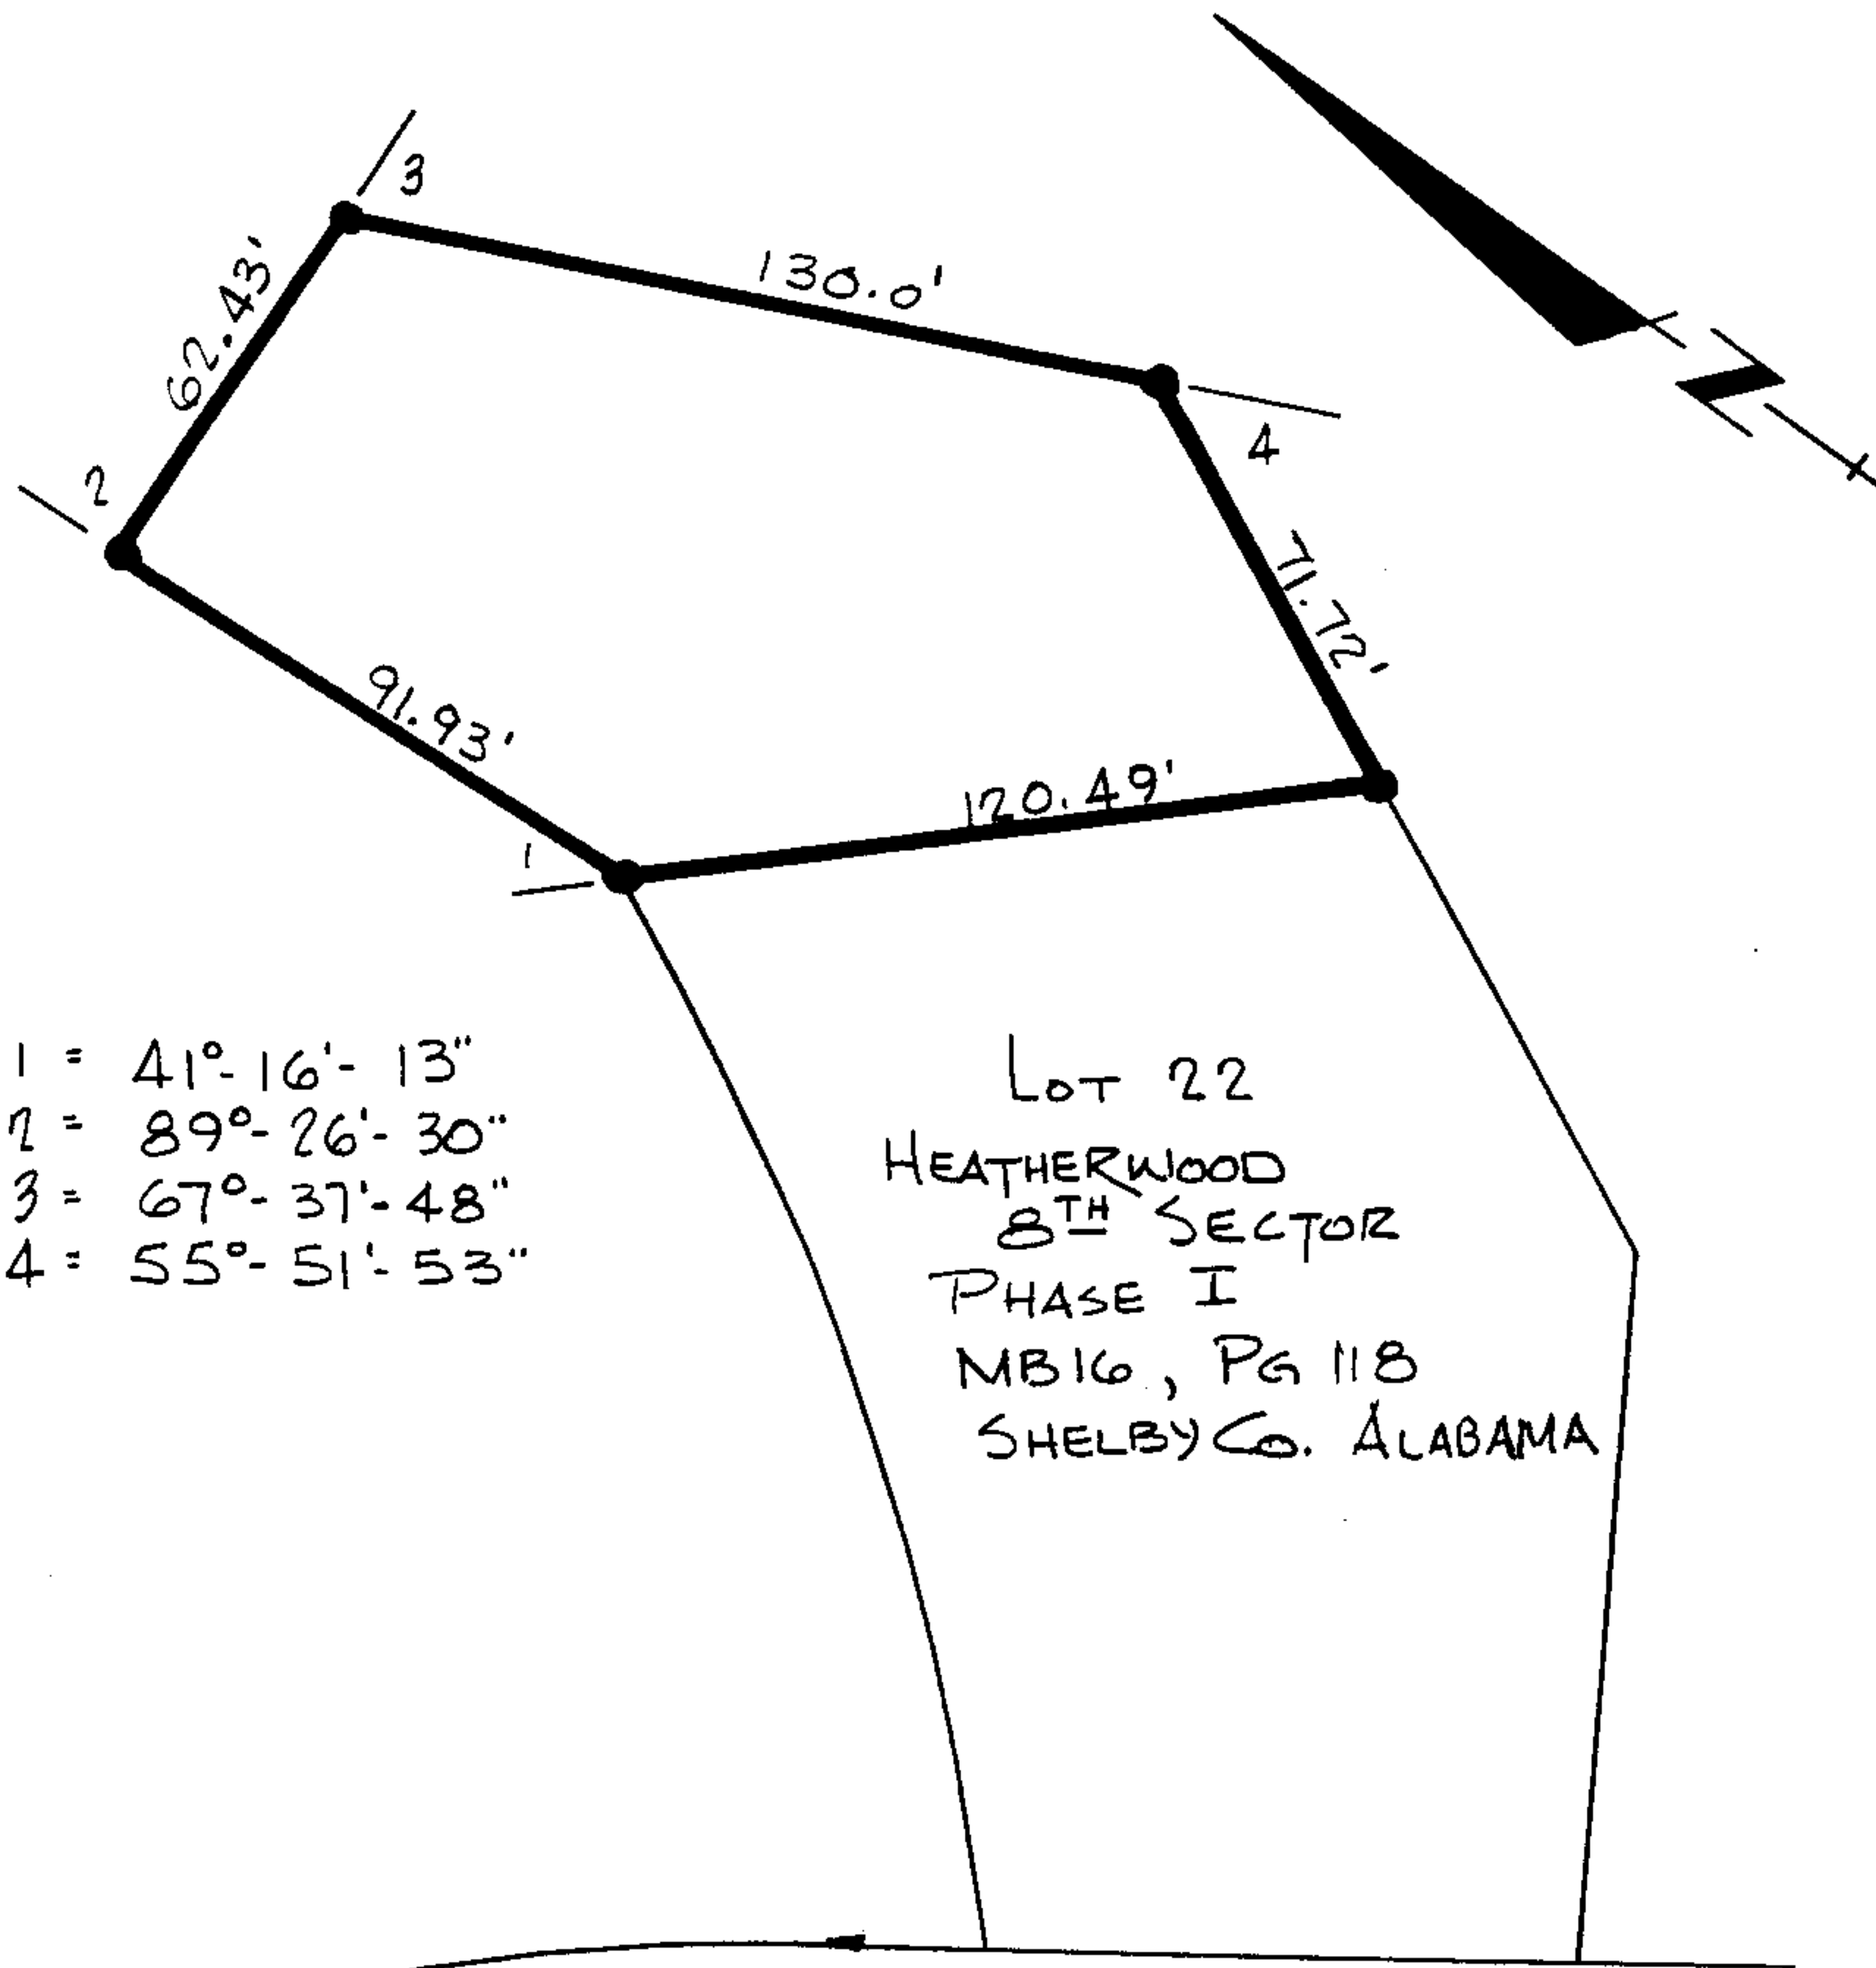 3
130.0'
62.43'
N
2
4
71.72'
91.93'
120.49'
1
1 = 41°-16'-13"
2 = 89°-26'-30"
3 = 67°-37'-48"
4 = 55°-51'-53"
LOT 22
HEATHERWOOD
8TH SECTOR
PHASE I
MB16, PG 118
SHELBY CO. ALABAMA